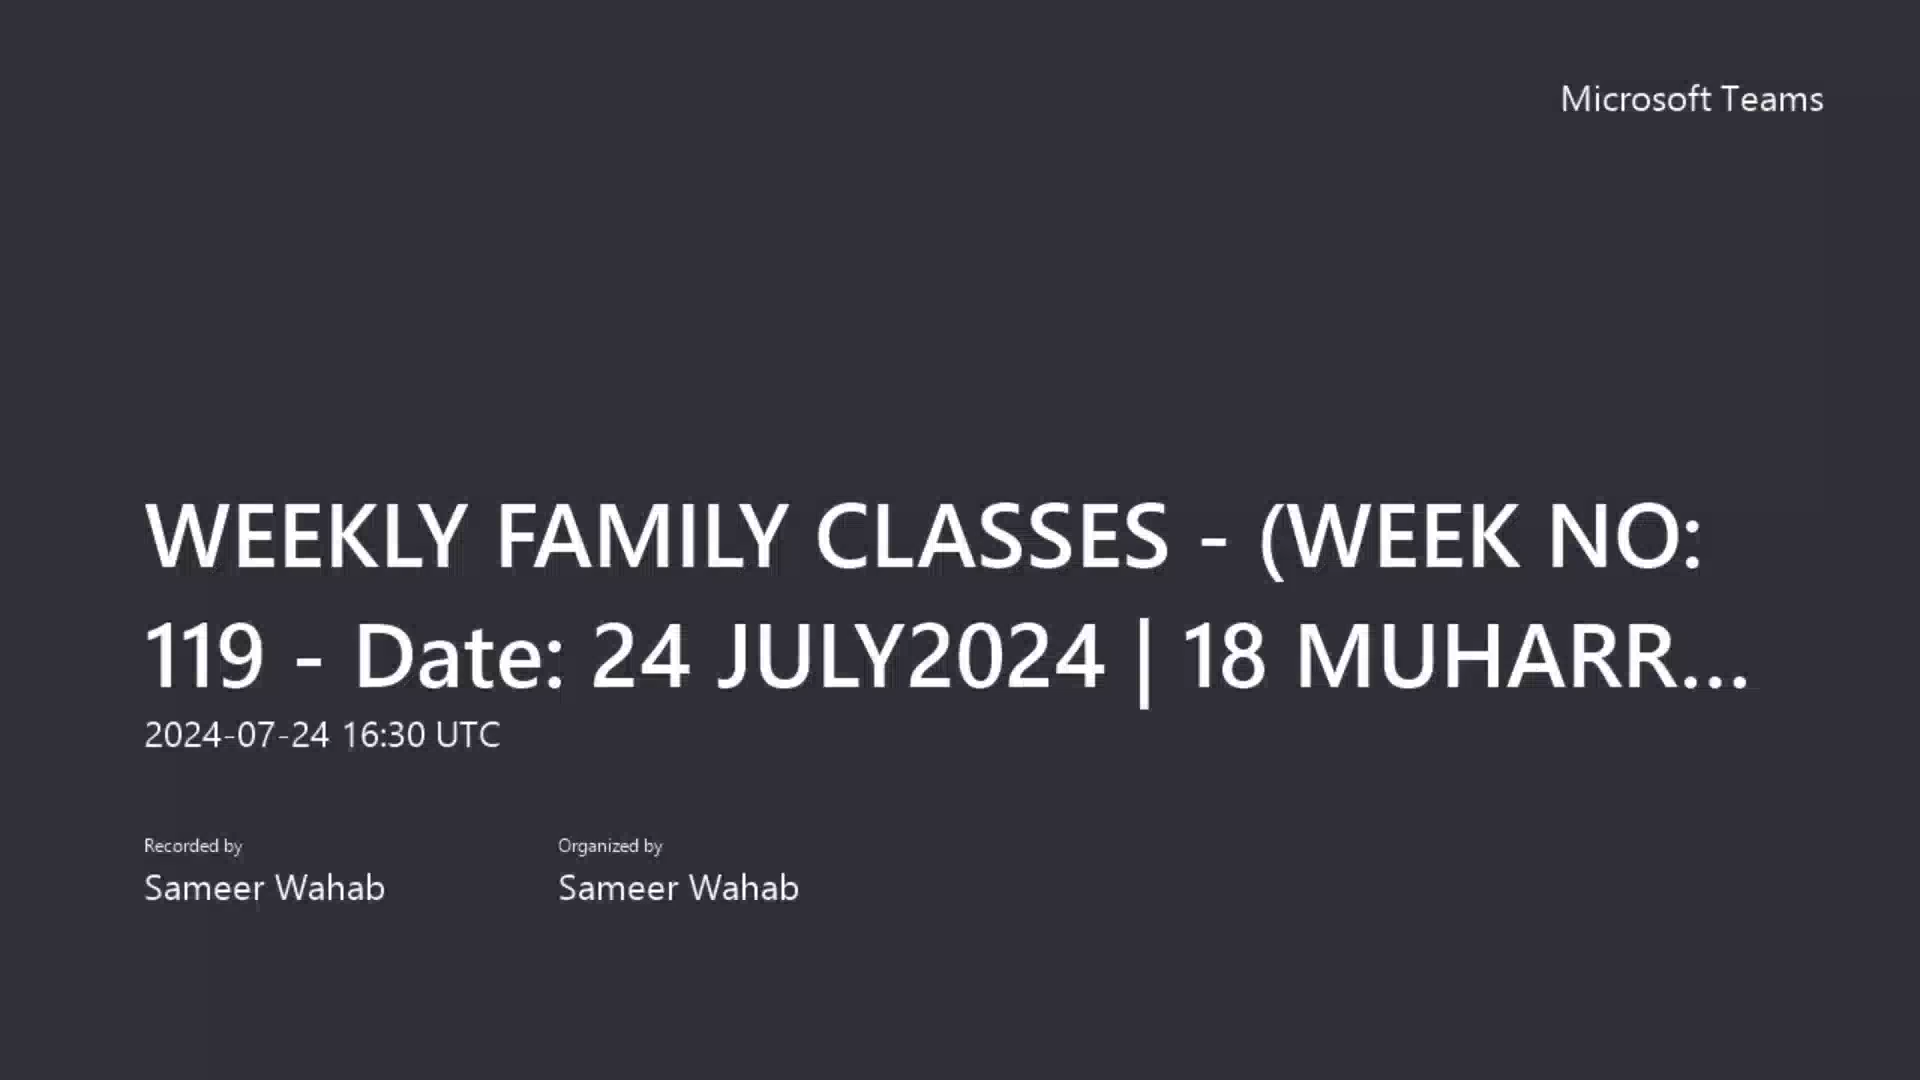 Microsoft Teams
WEEKLY FAMILY CLASSES - (WEEK NO:
119 - Date: 24 JULY2024 | 18 MUHARR...
2024-07-24 16:30 UTC
Recorded by
Organized by
Sameer Wahab
Sameer Wahab